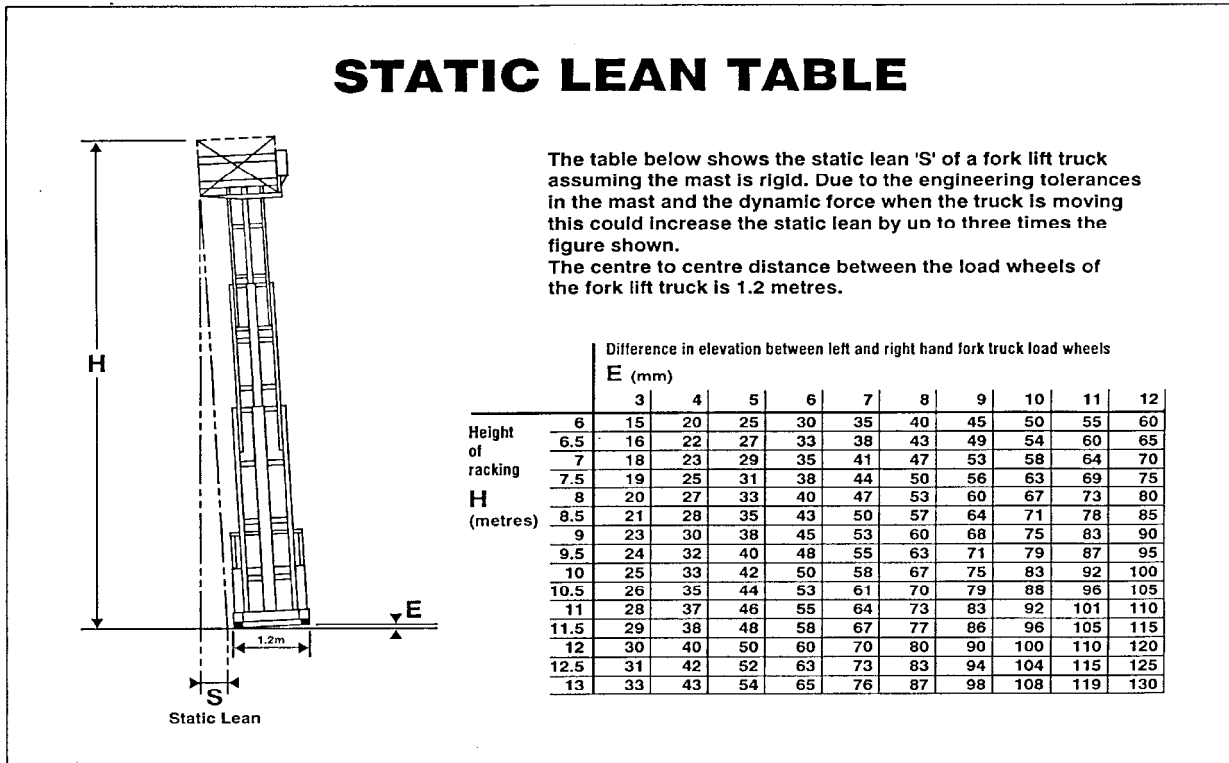 STATIC LEAN TABLE
The table below shows the static lean 'S' of a fork lift truck
assuming the mast is rigid. Due to the engineering tolerances
in the mast and the dynamic force when the truck is moving
this could increase the static lean by up to three times the
figure shown.
The centre to centre distance between the load wheels of
the fork lift truck is 1.2 metres.
H
E
1.2m
S
Static Lean
Difference in elevation between left and right hand fork truck load wheels
E (mm)
3 4 5 6 7 8 9 10 11 12
Height
of
racking
H
(metres)
6 15 20 25 30 35 40 45 50 55 60
6.5 16 22 27 33 38 43 49 54 60 65
7 18 23 29 35 41 47 53 58 64 70
7.5 19 25 31 38 44 50 56 63 69 75
8 20 27 33 40 47 53 60 67 73 80
8.5 21 28 35 43 50 57 64 71 78 85
9 23 30 38 45 53 60 68 75 83 90
9.5 24 32 40 48 55 63 71 79 87 95
10 25 33 42 50 58 67 75 83 92 100
10.5 26 35 44 53 61 70 79 88 96 105
11 28 37 46 55 64 73 83 92 101 110
11.5 29 38 48 58 67 77 86 96 105 115
12 30 40 50 60 70 80 90 100 110 120
12.5 31 42 52 63 73 83 94 104 115 125
13 33 43 54 65 76 87 98 108 119 130